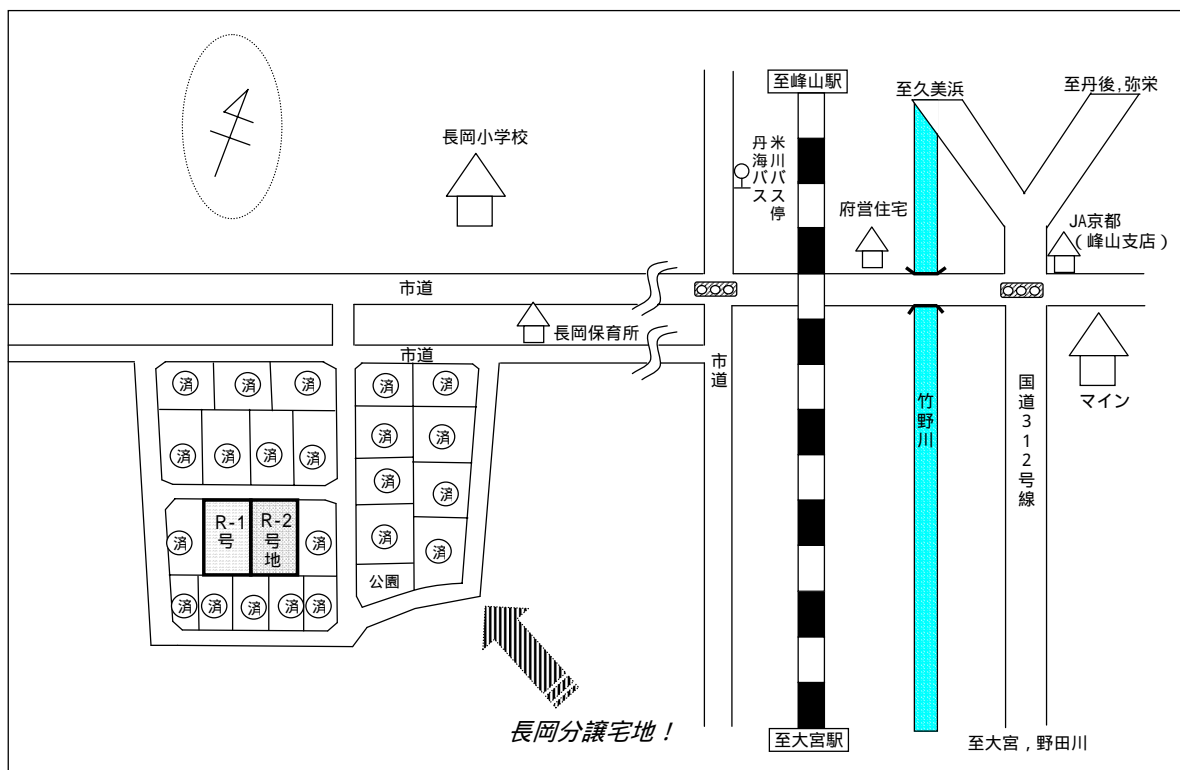 至峰山駅
至久美浜
至丹後,弥栄
長岡小学校
米川バス停
丹海バス
府営住宅
JA京都
(峰山支店)
市道
長岡保育所
市道
市道
竹野川
国道312号線
マイン
済 済 済 済 済
済 済 済 済 済 済
済 済
R-1
号
R-2
号
地
済 済 済 済
公園
済 済 済 済 済
長岡分譲宅地！
至大宮駅
至大宮,野田川